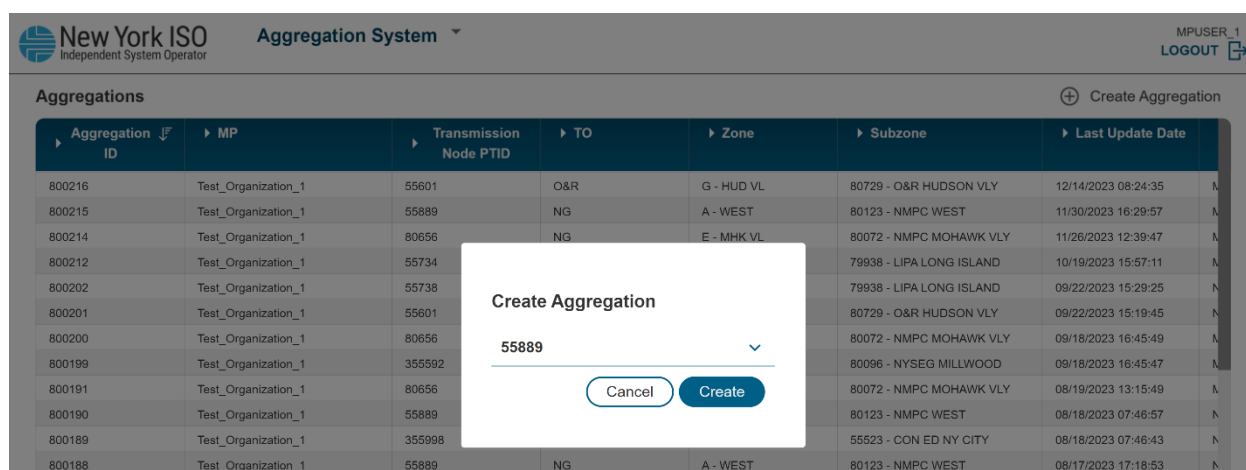 New York ISO
Independent System Operator
Aggregation System
MPUSER_1
LOGOUT
Aggregations
Create Aggregation
Aggregation ID MP Transmission Node PTID TO Zone Subzone Last Update Date
800216 Test_Organization_1 55601 O&R G - HUD VL 80729 - O&R HUDSON VLY 12/14/2023 08:24:35
800215 Test_Organization_1 55889 NG A - WEST 80123 - NMPC WEST 11/30/2023 16:29:57
800214 Test_Organization_1 80656 NG E - MHK VL 80072 - NMPC MOHAWK VLY 11/26/2023 12:39:47
800212 Test_Organization_1 55734 79938 - LIPA LONG ISLAND 10/19/2023 15:57:11
800202 Test_Organization_1 55738 79938 - LIPA LONG ISLAND 09/22/2023 15:29:25
800201 Test_Organization_1 55601 80729 - O&R HUDSON VLY 09/22/2023 15:19:45
800200 Test_Organization_1 80656 80072 - NMPC MOHAWK VLY 09/18/2023 16:45:49
800199 Test_Organization_1 355592 80096 - NYSEG MILLWOOD 09/18/2023 16:45:47
800191 Test_Organization_1 80656 80072 - NMPC MOHAWK VLY 08/19/2023 13:15:49
800190 Test_Organization_1 55889 80123 - NMPC WEST 08/18/2023 07:46:57
800189 Test_Organization_1 355998 55523 - CON ED NY CITY 08/18/2023 07:46:43
800188 Test_Organization_1 55889 NG A - WEST 80123 - NMPC WEST 08/17/2023 17:18:53
Create Aggregation
55889
Cancel Create